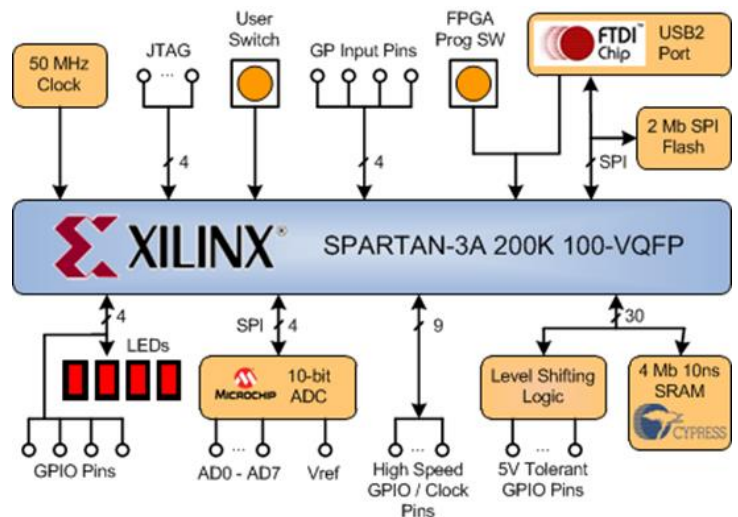 50 MHz
Clock
JTAG
...
4
User
Switch
GP Input Pins
4
FPGA
Prog SW
FTDI™
Chip
USB2
Port
2 Mb SPI
Flash
SPI
XILINX®
SPARTAN-3A 200K 100-VQFP
4
LEDs
GPIO Pins
SPI
4
MICROCHIP
10-bit
ADC
...
AD0 - AD7
Vref
9
...
High Speed
GPIO / Clock
Pins
30
Level Shifting
Logic
...
5V Tolerant
GPIO Pins
4 Mb 10ns
SRAM
CYPRESS